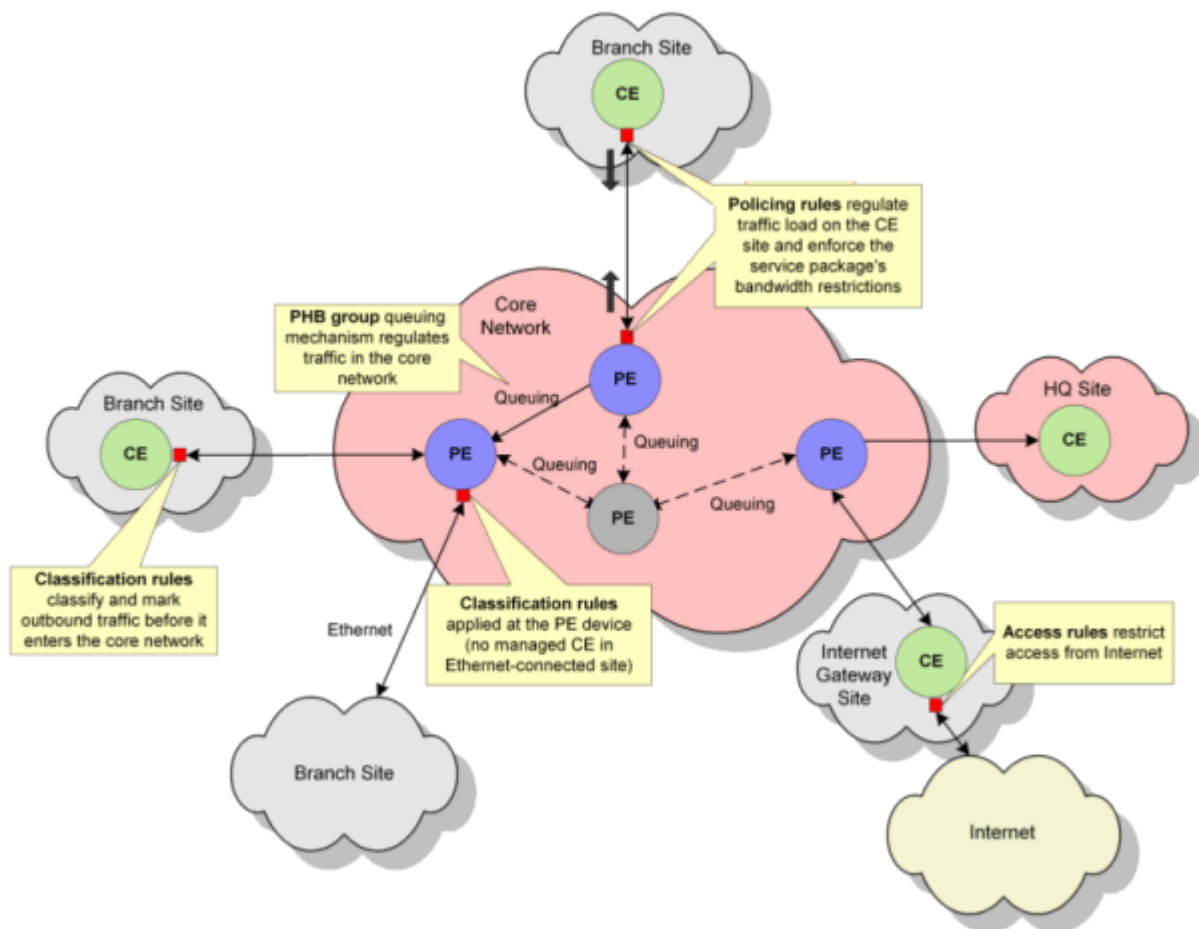 Branch Site
CE
Policing rules regulate
traffic load on the CE
site and enforce the
service package's
bandwidth restrictions
Core
Network
PHB group queuing
mechanism regulates
traffic in the core
network
PE
Queuing
Branch Site
CE
PE
Queuing
Queuing
PE
Queuing
PE
HQ Site
CE
Classification rules
classify and mark
outbound traffic before it
enters the core network
Ethernet
Classification rules
applied at the PE device
(no managed CE in
Ethernet-connected site)
Internet
Gateway
Site
CE
Access rules restrict
access from Internet
Branch Site
Internet